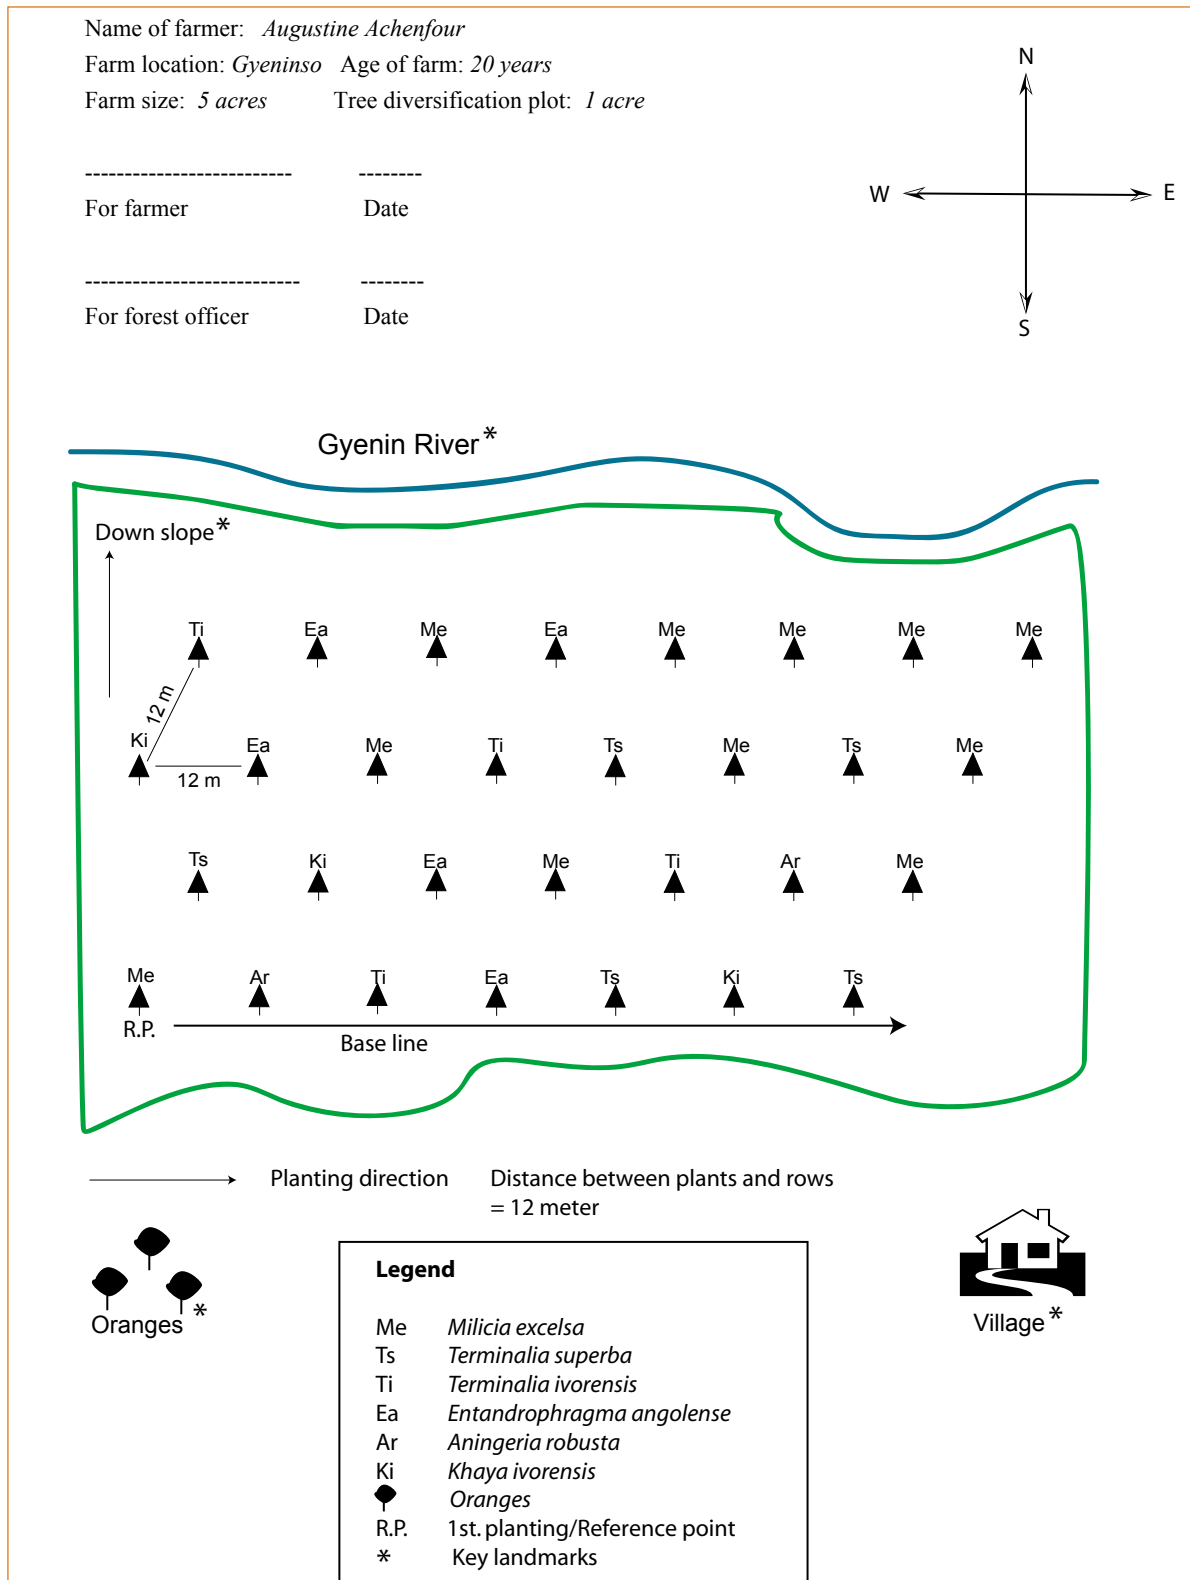 Name of farmer: Augustine Achenfour
Farm location: Gyeninso Age of farm: 20 years
Farm size: 5 acres Tree diversification plot: 1 acre
-------------------------- --------
For farmer Date
--------------------------- --------
For forest officer Date
N
W E
S
Gyenin River*
Down slope*
Ti Ea Me Ea Me Me Me Me
12 m
Ki Ea Me Ti Ts Me Ts Me
12 m
Ts Ki Ea Me Ti Ar Me
Me Ar Ti Ea Ts Ki Ts
R.P.
Base line
Planting direction Distance between plants and rows
= 12 meter
Oranges *
Village *
Legend
Me Milicia excelsa
Ts Terminalia superba
Ti Terminalia ivorensis
Ea Entandrophragma angolense
Ar Aningeria robusta
Ki Khaya ivorensis
Oranges
R.P. 1st. planting/Reference point
* Key landmarks